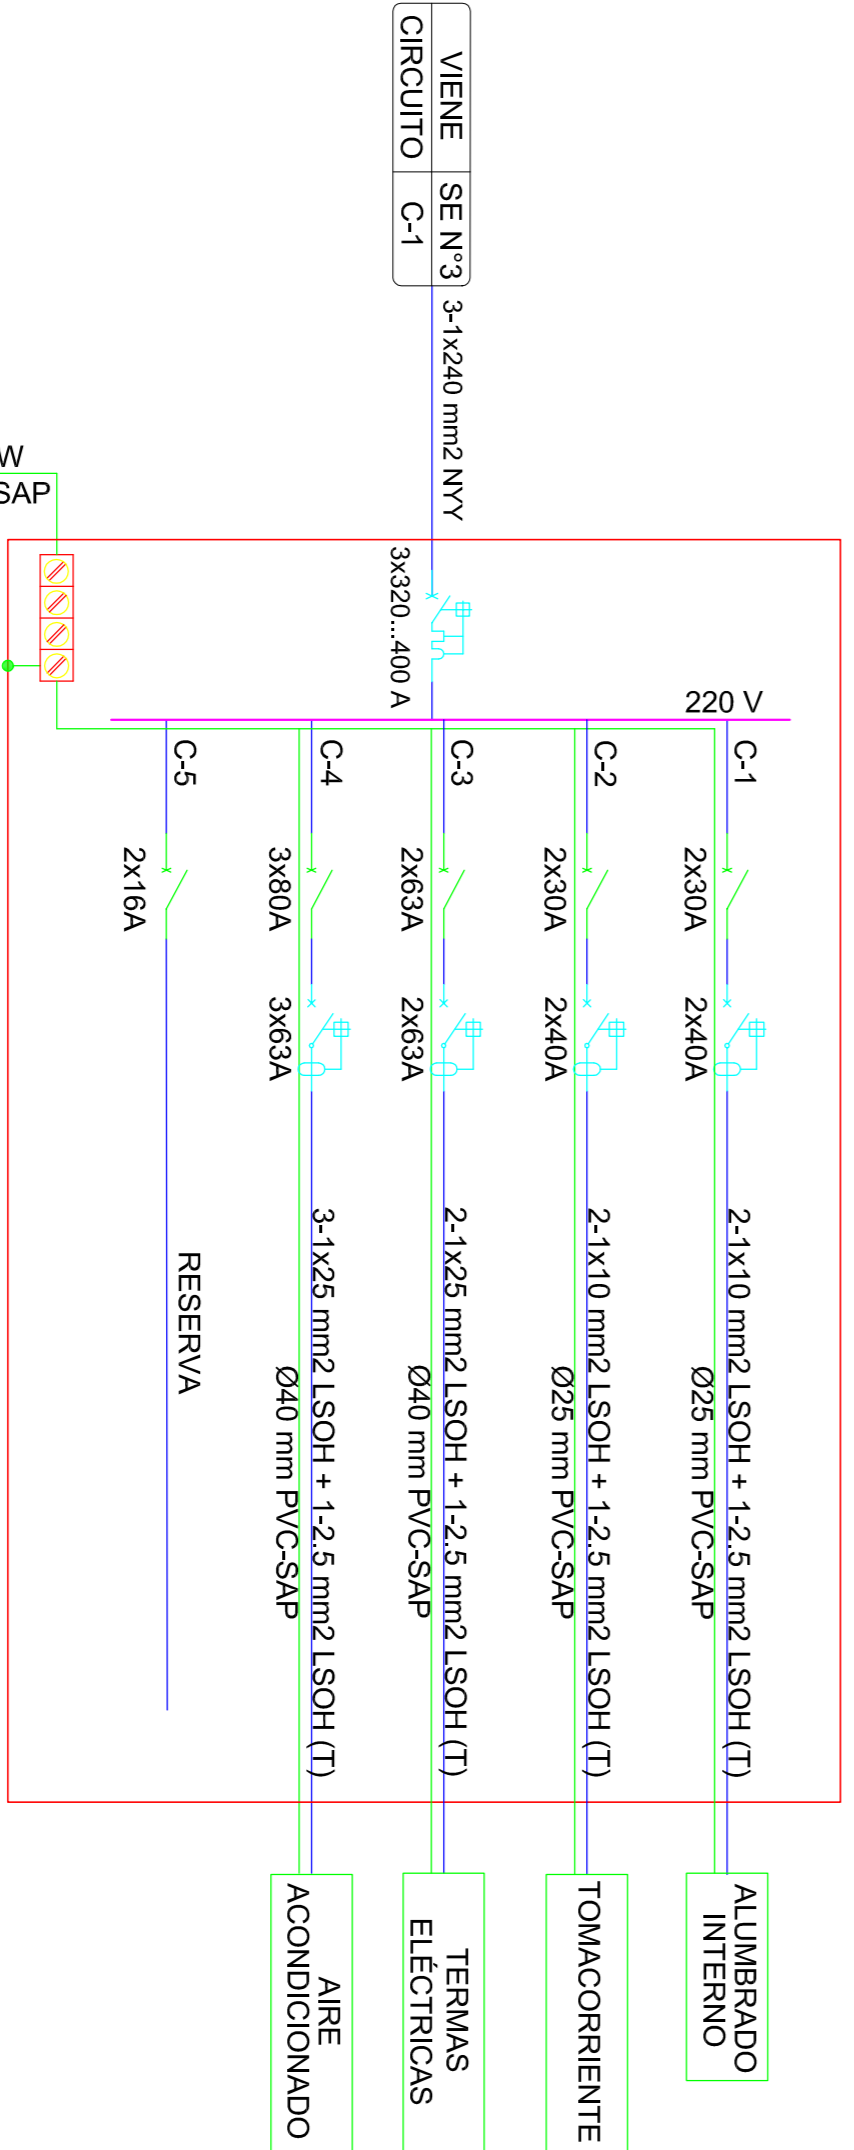 VIENE SE N°3
CIRCUITO C-1
3-1x240 mm2 NYY
3x320...400 A
220 V
C-1
2x30A
2x40A
2-1x10 mm2 LSOH + 1-2.5 mm2 LSOH (T)
Ø25 mm PVC-SAP
ALUMBRADO
INTERNO
C-2
2x30A
2x40A
2-1x10 mm2 LSOH + 1-2.5 mm2 LSOH (T)
Ø25 mm PVC-SAP
TOMACORRIENTE
C-3
2x63A
2x63A
2-1x25 mm2 LSOH + 1-2.5 mm2 LSOH (T)
Ø40 mm PVC-SAP
TERMAS
ELÉCTRICAS
C-4
3x80A
3x63A
3-1x25 mm2 LSOH + 1-2.5 mm2 LSOH (T)
Ø40 mm PVC-SAP
AIRE
ACONDICIONADO
C-5
2x16A
RESERVA
W
SAP